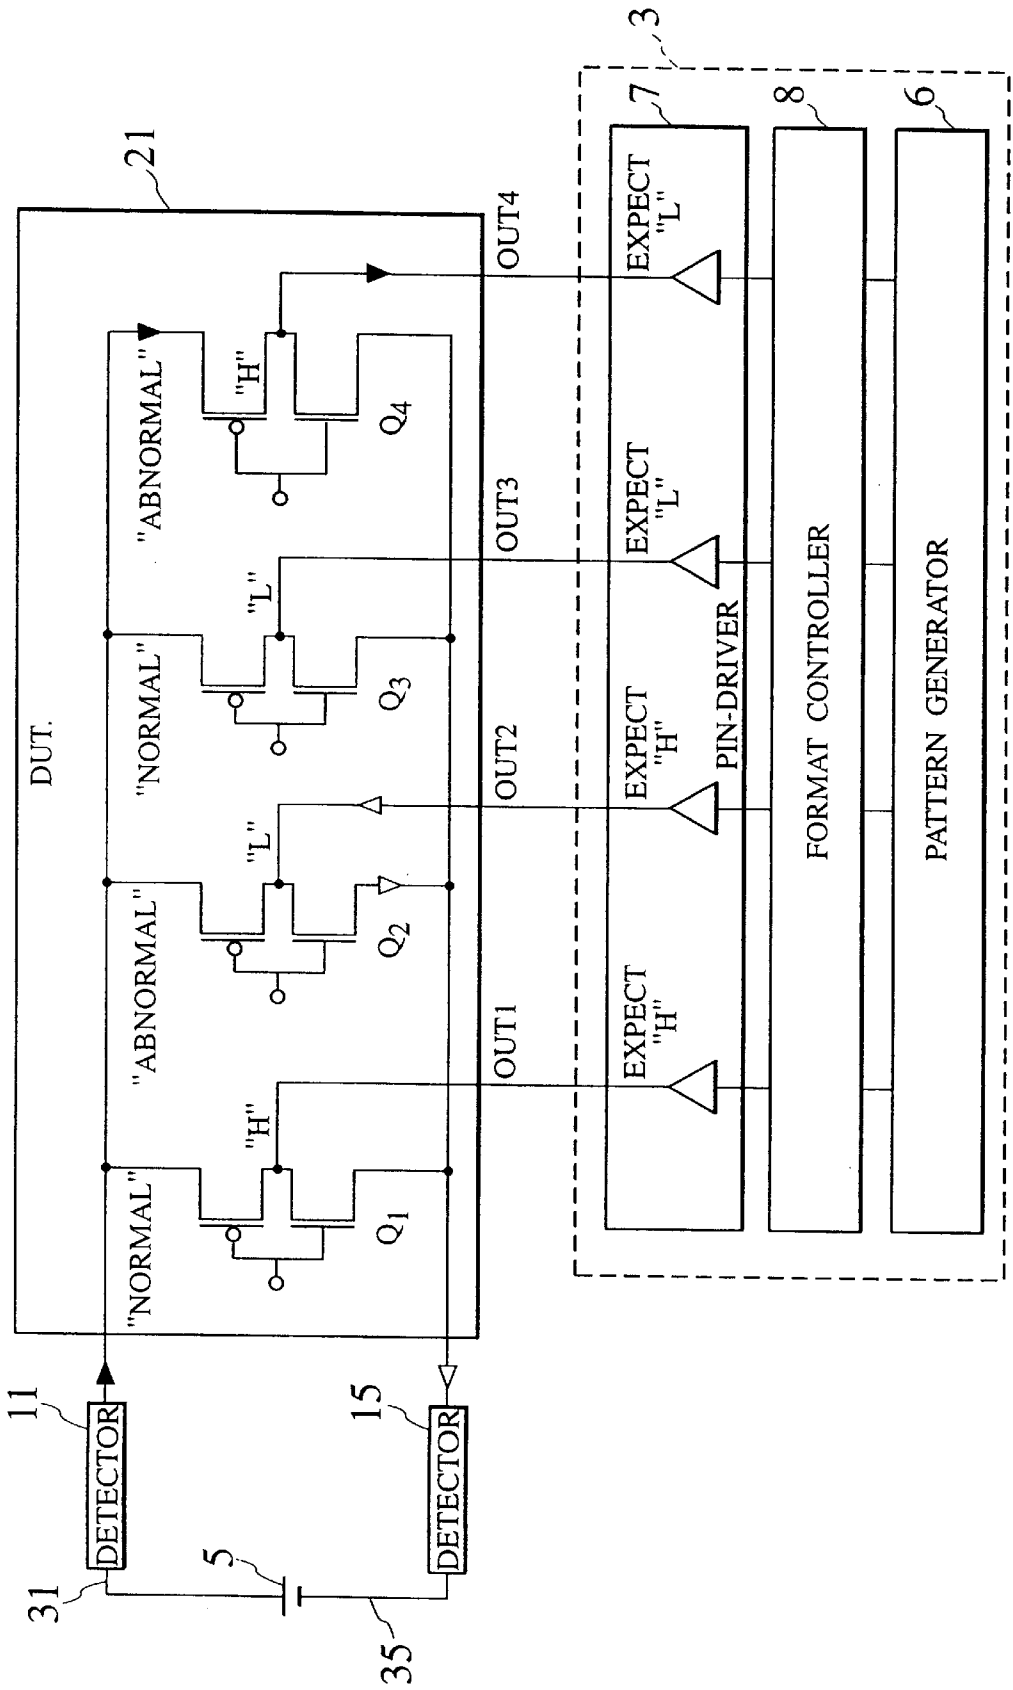 DUT.
21
"NORMAL"
"ABNORMAL"
"NORMAL"
"ABNORMAL"
"H"
"L"
"L"
"H"
Q1
Q2
Q3
Q4
31
DETECTOR
11
5
35
DETECTOR
15
OUT1
OUT2
OUT3
OUT4
3
EXPECT
"H"
EXPECT
"H"
EXPECT
"L"
EXPECT
"L"
7
PIN-DRIVER
FORMAT CONTROLLER
8
PATTERN GENERATOR
6